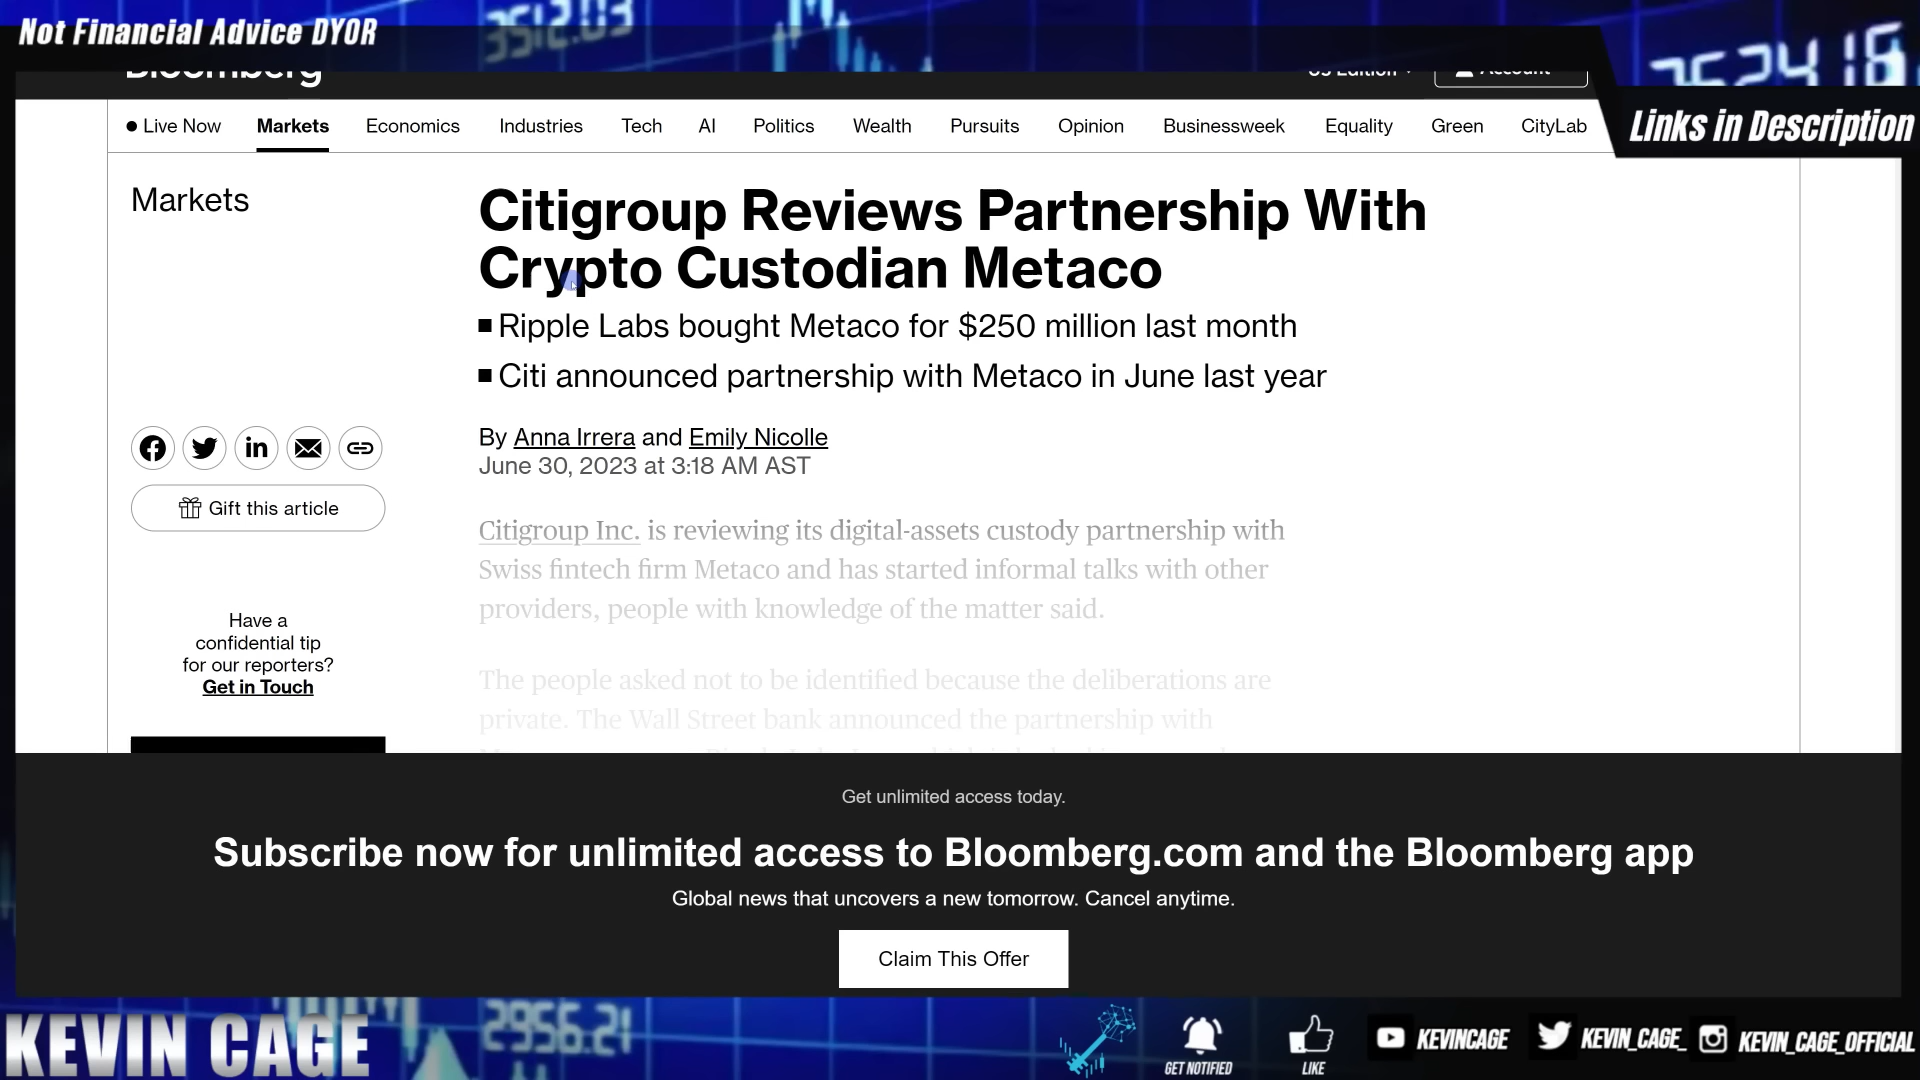 Not Financial Advice DYOR
3512.03
Bloomberg
US Edition
Account
Links in Description
Live Now Markets Economics Industries Tech AI Politics Wealth Pursuits Opinion Businessweek Equality Green CityLab
Markets
Citigroup Reviews Partnership With
Crypto Custodian Metaco
Ripple Labs bought Metaco for $250 million last month
Citi announced partnership with Metaco in June last year
By Anna Irrera and Emily Nicolle
June 30, 2023 at 3:18 AM AST
Gift this article
Citigroup Inc. is reviewing its digital-assets custody partnership with
Swiss fintech firm Metaco and has started informal talks with other
providers, people with knowledge of the matter said.
Have a
confidential tip
for our reporters?
Get in Touch
The people asked not to be identified because the deliberations are
private. The Wall Street bank announced the partnership with
Get unlimited access today.
Subscribe now for unlimited access to Bloomberg.com and the Bloomberg app
Global news that uncovers a new tomorrow. Cancel anytime.
Claim This Offer
KEVIN CAGE
2956.21
GET NOTIFIED
LIKE
KEVINCAGE
KEVIN_CAGE_
KEVIN_CAGE_OFFICIAL